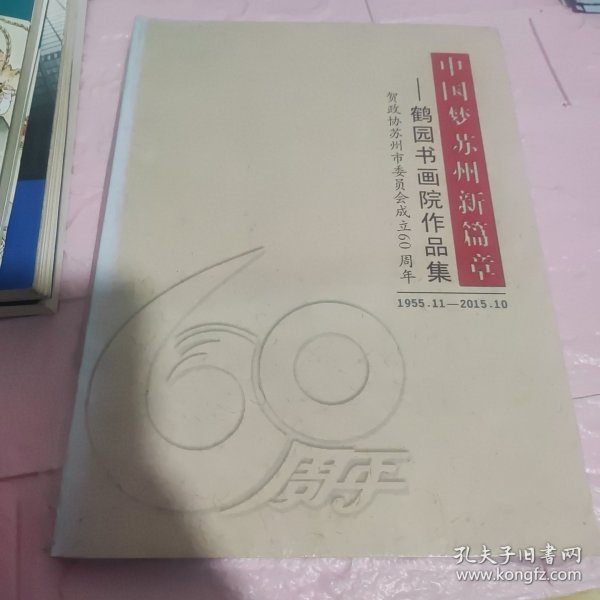 中国梦苏州新篇章
——鹤园书画院作品集
贺政协苏州市委员会成立60周年
1955.11—2015.10
60
周年
孔夫子旧书网
www.kongfz.com